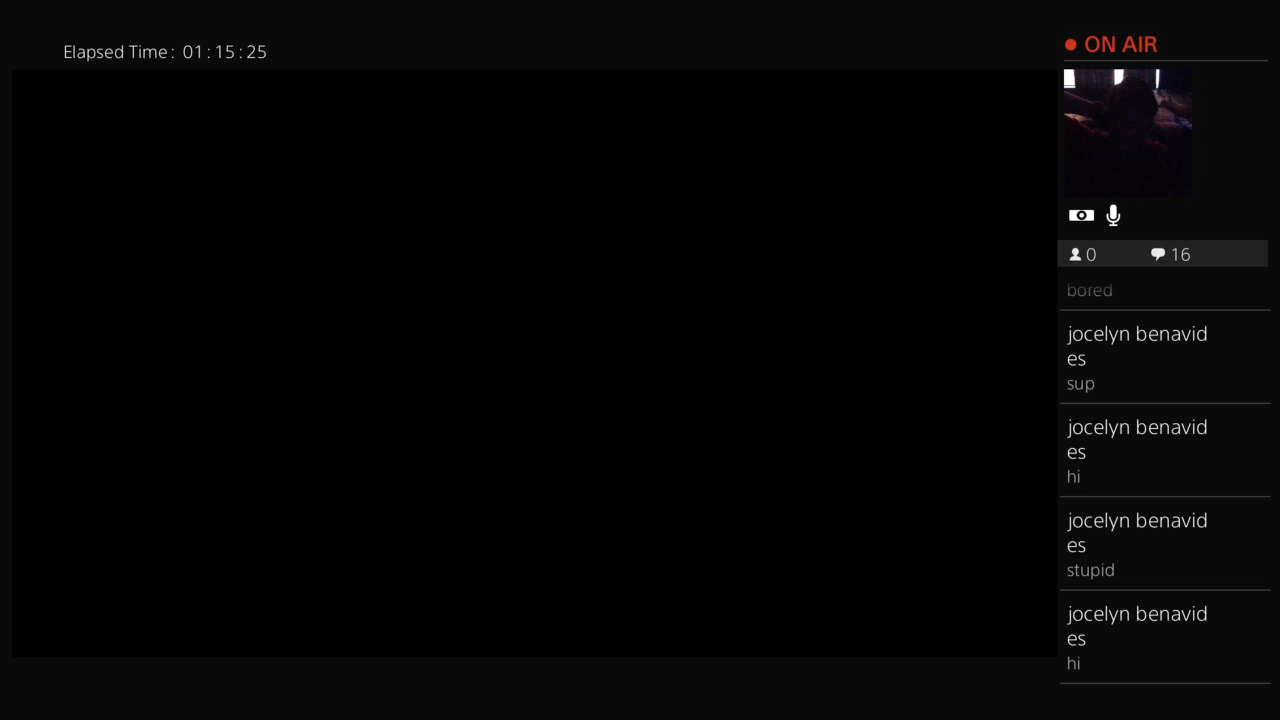 Elapsed Time: 01:15:25
ON AIR
0 16
bored
jocelyn benavid
es
sup
jocelyn benavid
es
hi
jocelyn benavid
es
stupid
jocelyn benavid
es
hi